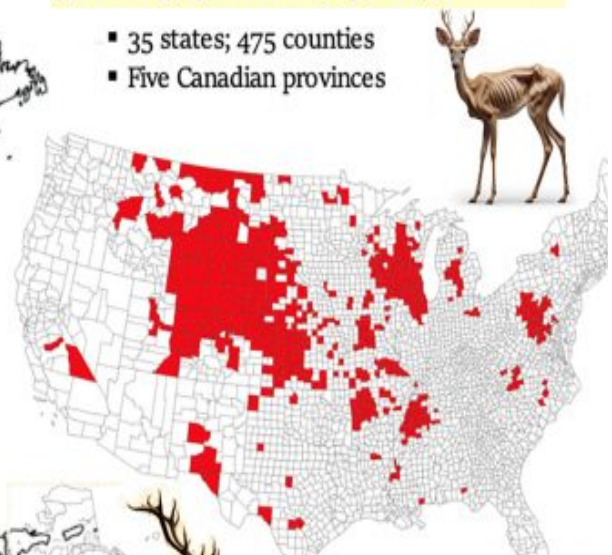 ▪ 35 states; 475 counties
▪ Five Canadian provinces